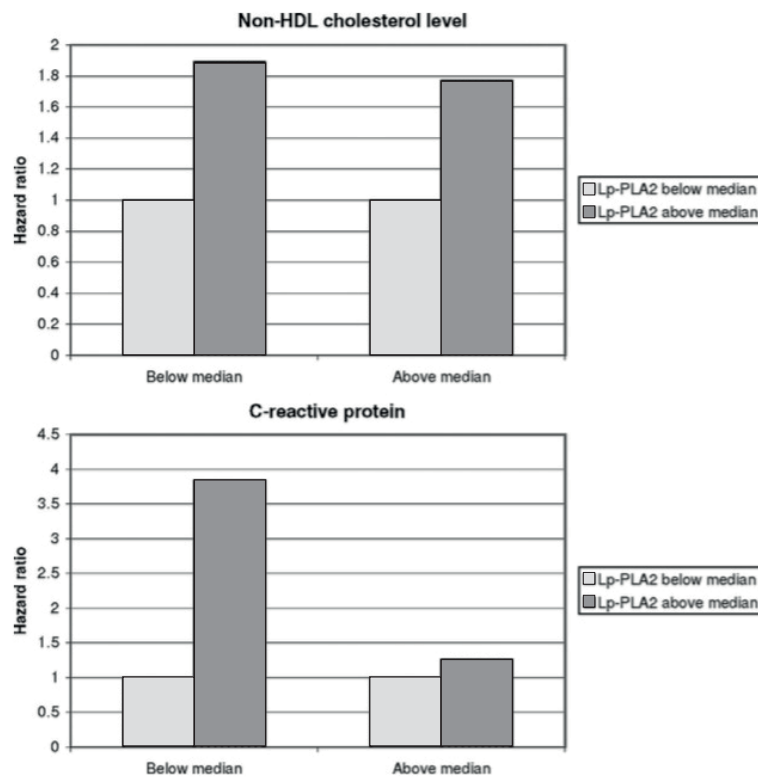 Non-HDL cholesterol level
2
1.8
1.6
1.4
1.2
1
0.8
0.6
0.4
0.2
0
Hazard ratio
Below median
Above median
Lp-PLA2 below median
Lp-PLA2 above median
C-reactive protein
4.5
4
3.5
3
2.5
2
1.5
1
0.5
0
Hazard ratio
Below median
Above median
Lp-PLA2 below median
Lp-PLA2 above median